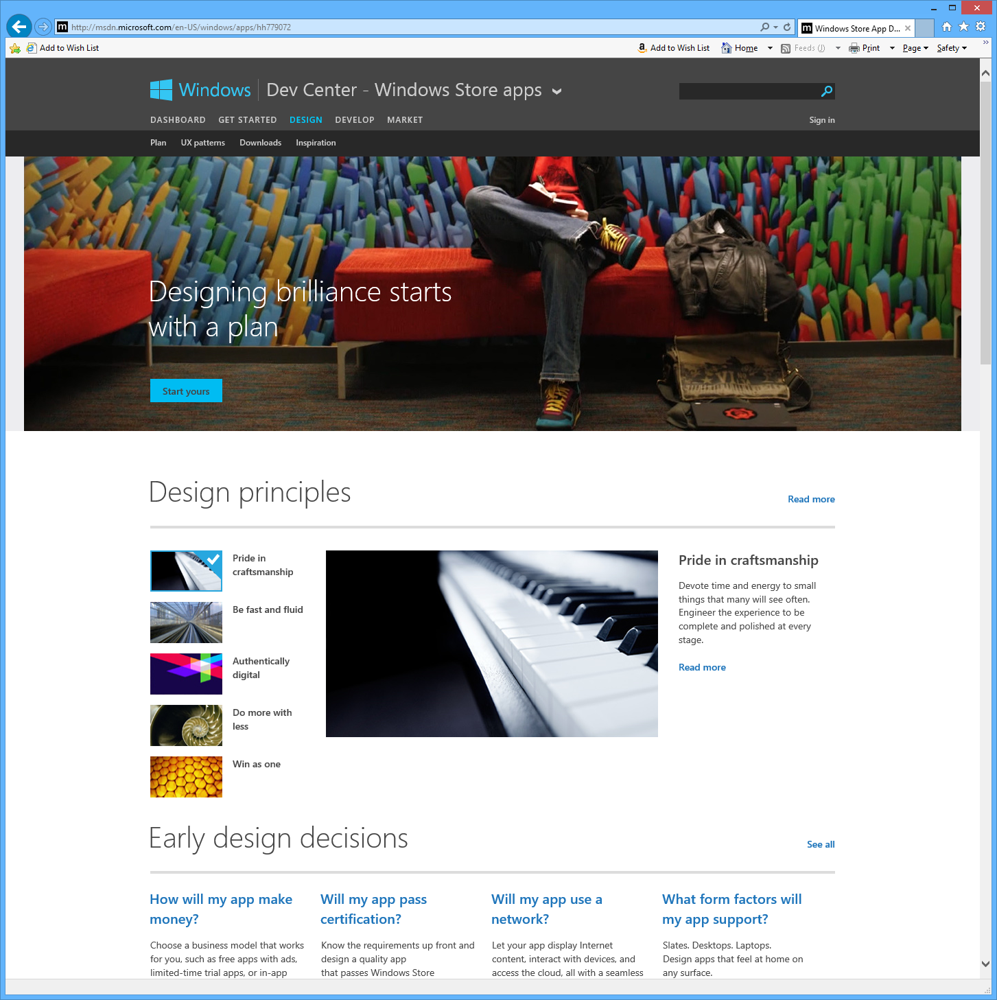 http://msdn.microsoft.com/en-US/windows/apps/hh779072
m Windows Store App D...
Add to Wish List
Add to Wish List
Home
Feeds (J)
Print
Page
Safety
Windows
Dev Center - Windows Store apps
DASHBOARD GET STARTED DESIGN DEVELOP MARKET
Sign in
Plan UX patterns Downloads Inspiration
Designing brilliance starts
with a plan
Start yours
Design principles
Read more
Pride in
craftsmanship
Be fast and fluid
Authentically
digital
Do more with
less
Win as one
Pride in craftsmanship
Devote time and energy to small
things that many will see often.
Engineer the experience to be
complete and polished at every
stage.
Read more
Early design decisions
See all
How will my app make
money?
Choose a business model that works
for you, such as free apps with ads,
limited-time trial apps, or in-app
Will my app pass
certification?
Know the requirements up front and
design a quality app
that passes Windows Store
Will my app use a
network?
Let your app display Internet
content, interact with devices, and
access the cloud, all with a seamless
What form factors will
my app support?
Slates. Desktops. Laptops.
Design apps that feel at home on
any surface.